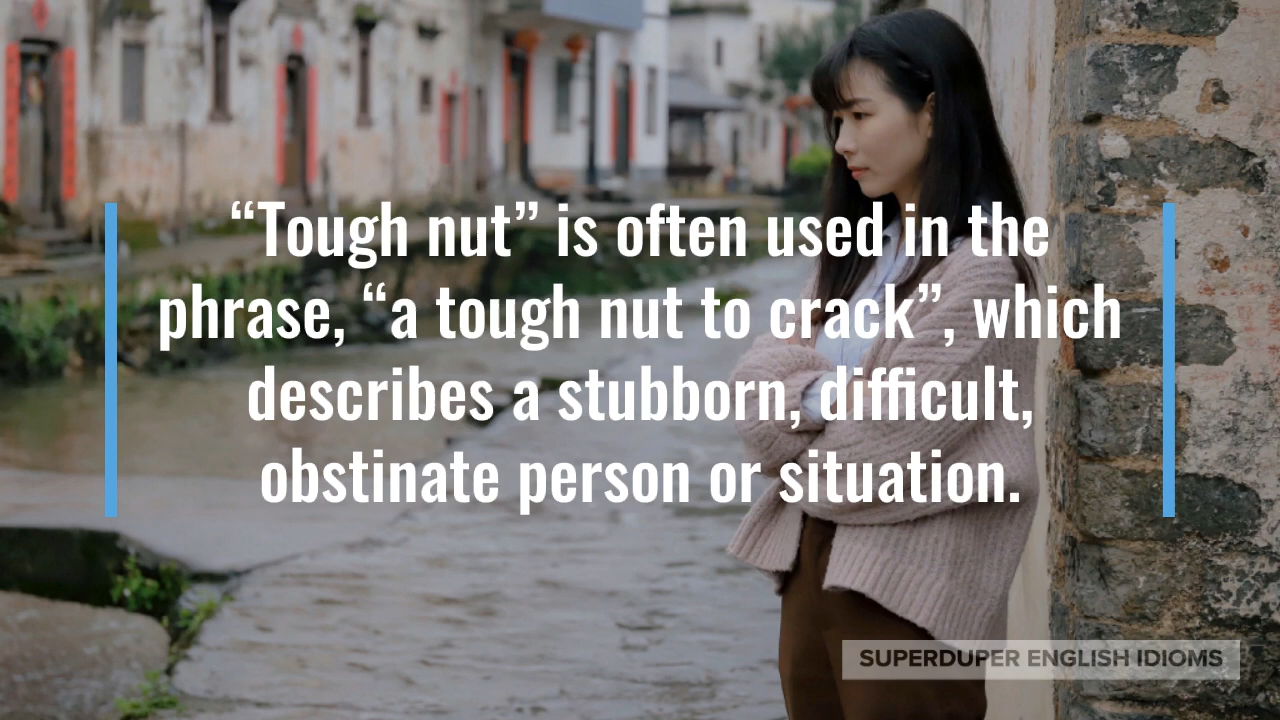 “Tough nut” is often used in the
phrase, “a tough nut to crack”, which
describes a stubborn, difficult,
obstinate person or situation.
SUPERDUPER ENGLISH IDIOMS